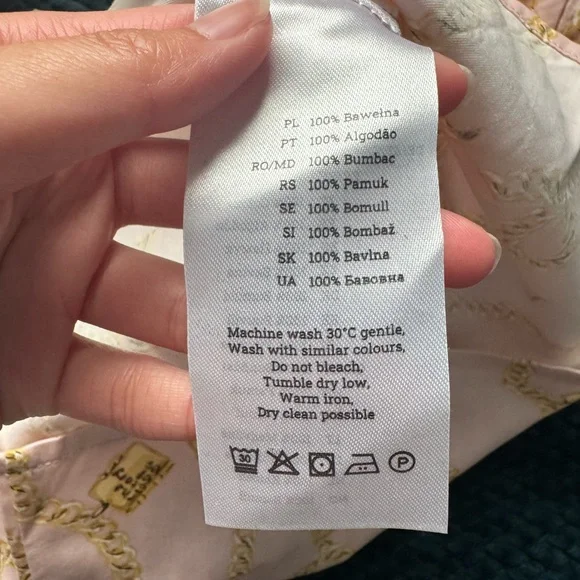 PL 100% Bawełna
PT 100% Algodão
RO/MD 100% Bumbac
RS 100% Pamuk
SE 100% Bomull
SI 100% Bombaž
SK 100% Bavlna
UA 100% Бавовна
Machine wash 30°C gentle,
Wash with similar colours,
Do not bleach,
Tumble dry low,
Warm iron,
Dry clean possible
30 P